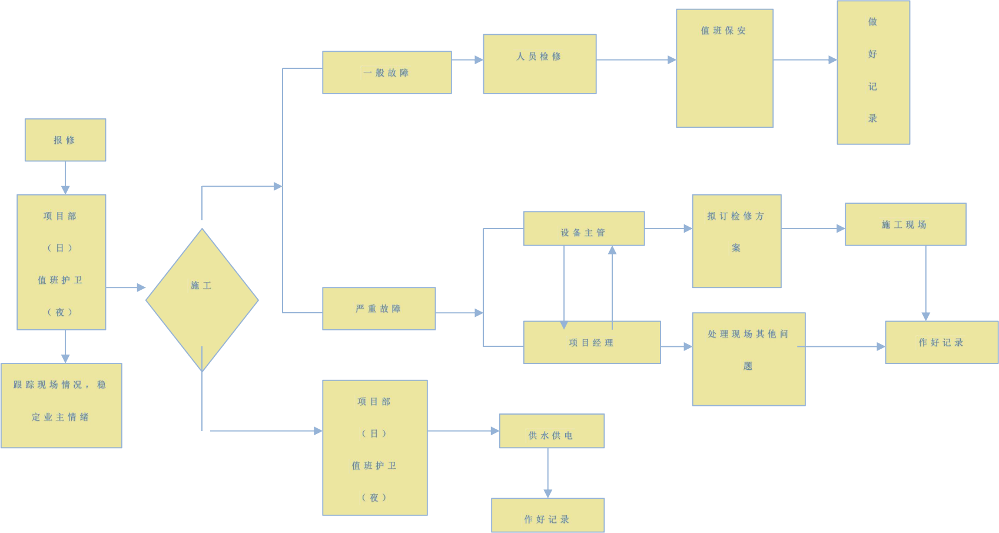 报修
项目部
（日）
值班护卫
（夜）
跟踪现场情况，稳
定业主情绪
施工
一般故障
人员检修
值班保安
做
好
记
录
严重故障
设备主管
项目经理
拟订检修方
案
施工现场
处理现场其他问
题
作好记录
项目部
（日）
值班护卫
（夜）
供水供电
作好记录